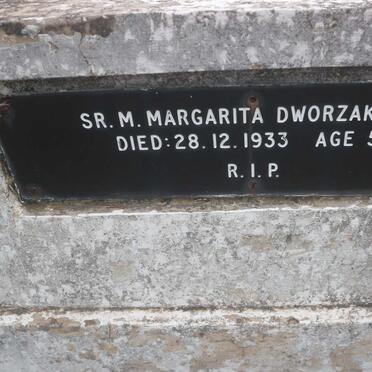 SR. M. MARGARITA DWORZAK
DIED: 28.12.1933 AGE 5
R.I.P.